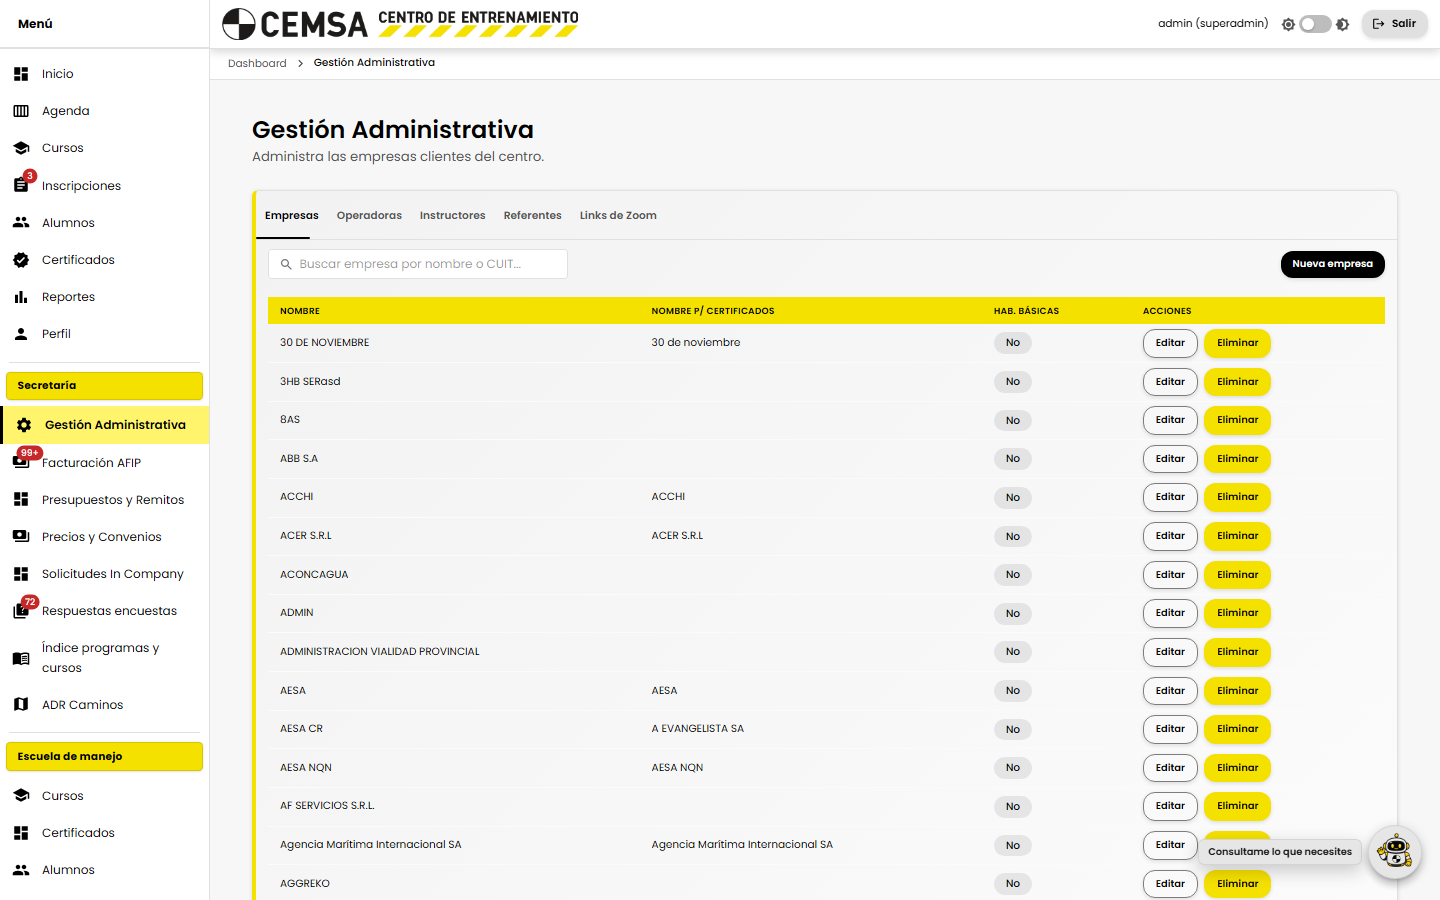 Menú
CEMSA CENTRO DE ENTRENAMIENTO
admin (superadmin)
Salir
Dashboard > Gestión Administrativa
Inicio
Agenda
Cursos
3
Inscripciones
Alumnos
Certificados
Reportes
Perfil
Secretaría
Gestión Administrativa
99+
Facturación AFIP
Presupuestos y Remitos
Precios y Convenios
Solicitudes In Company
72
Respuestas encuestas
Índice programas y
cursos
ADR Caminos
Escuela de manejo
Cursos
Certificados
Alumnos
Gestión Administrativa
Administra las empresas clientes del centro.
Empresas Operadoras Instructores Referentes Links de Zoom
Buscar empresa por nombre o CUIT...
Nueva empresa
NOMBRE NOMBRE P/ CERTIFICADOS HAB. BÁSICAS ACCIONES
30 DE NOVIEMBRE 30 de noviembre No Editar Eliminar
3HB SERasd No Editar Eliminar
8AS No Editar Eliminar
ABB S.A No Editar Eliminar
ACCHI ACCHI No Editar Eliminar
ACER S.R.L ACER S.R.L No Editar Eliminar
ACONCAGUA No Editar Eliminar
ADMIN No Editar Eliminar
ADMINISTRACION VIALIDAD PROVINCIAL No Editar Eliminar
AESA AESA No Editar Eliminar
AESA CR A EVANGELISTA SA No Editar Eliminar
AESA NQN AESA NQN No Editar Eliminar
AF SERVICIOS S.R.L. No Editar Eliminar
Agencia Marítima Internacional SA Agencia Marítima Internacional SA No Editar
Consultame lo que necesites
AGGREKO No Editar Eliminar